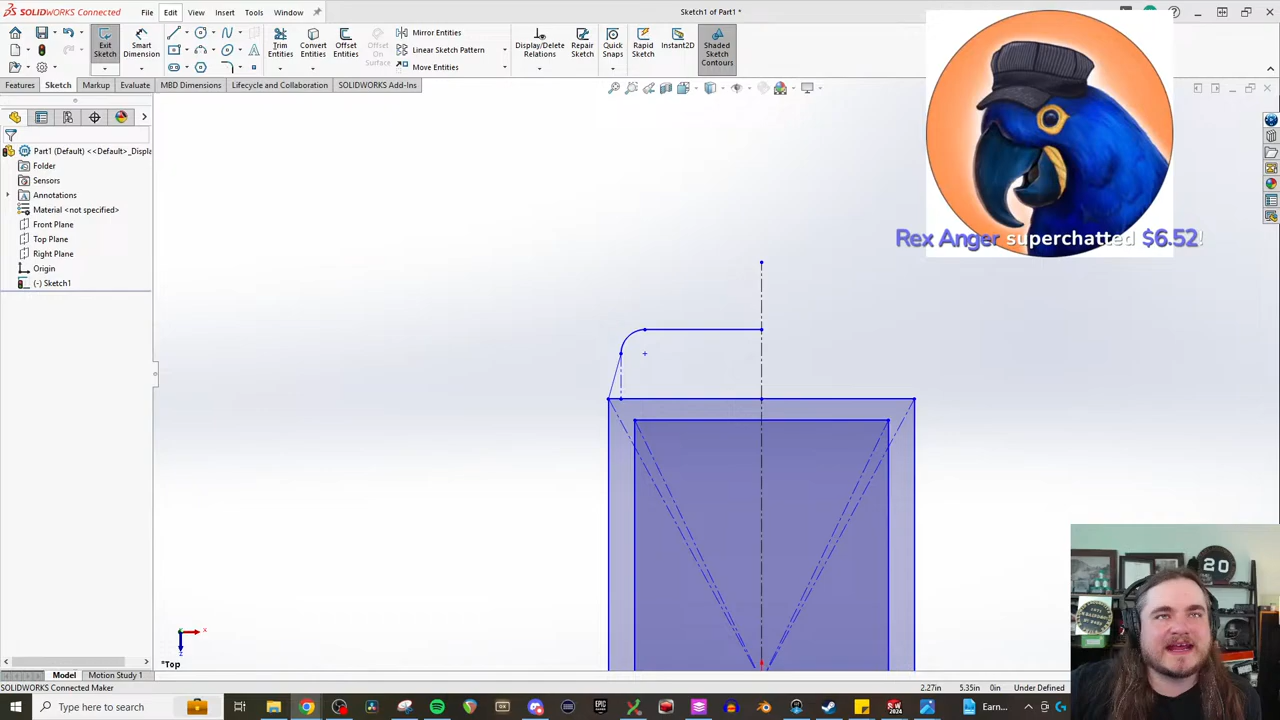 SOLIDWORKS Connected
File
Edit
View
Insert
Tools
Window
Sketch1 of Part1 *
Exit Sketch
Smart Dimension
Trim Entities
Convert Entities
Offset Entities
Offset On Surface
Mirror Entities
Linear Sketch Pattern
Move Entities
Display/Delete Relations
Repair Sketch
Quick Snaps
Rapid Sketch
Instant2D
Shaded Sketch Contours
Features
Sketch
Markup
Evaluate
MBD Dimensions
Lifecycle and Collaboration
SOLIDWORKS Add-Ins
Part1 (Default) <<Default>_Displa
Folder
Sensors
Annotations
Material <not specified>
Front Plane
Top Plane
Right Plane
Origin
(-) Sketch1
Rex Anger superchatted $6.52!
20
x
z
*Top
Model
Motion Study 1
SOLIDWORKS Connected Maker
2.27in
5.35in
0in
Under Defined
Type here to search
Earn...